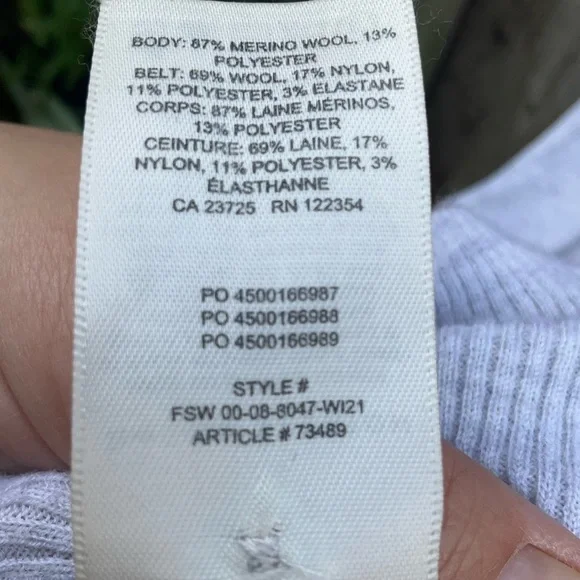 BODY: 87% MERINO WOOL, 13%
POLYESTER
BELT: 69% WOOL, 17% NYLON,
11% POLYESTER, 3% ELASTANE
CORPS: 87% LAINE MÉRINOS,
13% POLYESTER
CEINTURE: 69% LAINE, 17%
NYLON, 11% POLYESTER, 3%
ÉLASTHANNE
CA 23725 RN 122354
PO 4500166987
PO 4500166988
PO 4500166989
STYLE #
FSW 00-08-8047-WI21
ARTICLE # 73489